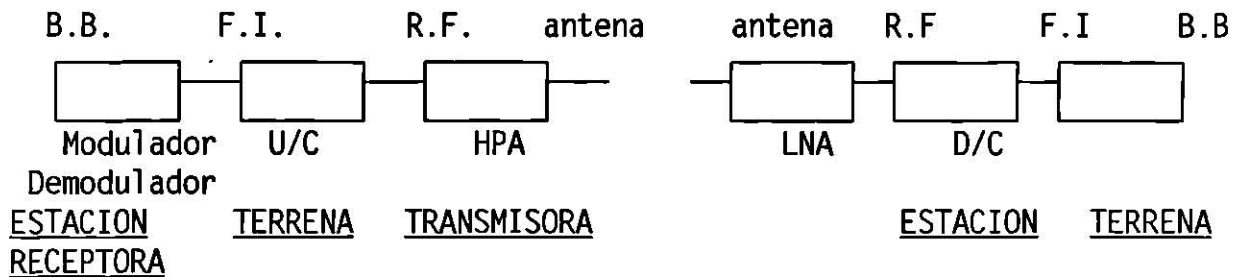 B.B. F.I. R.F. antena antena R.F F.I B.B
Modulador U/C HPA LNA D/C
Demodulador
ESTACION TERRENA TRANSMISORA ESTACION TERRENA
RECEPTORA